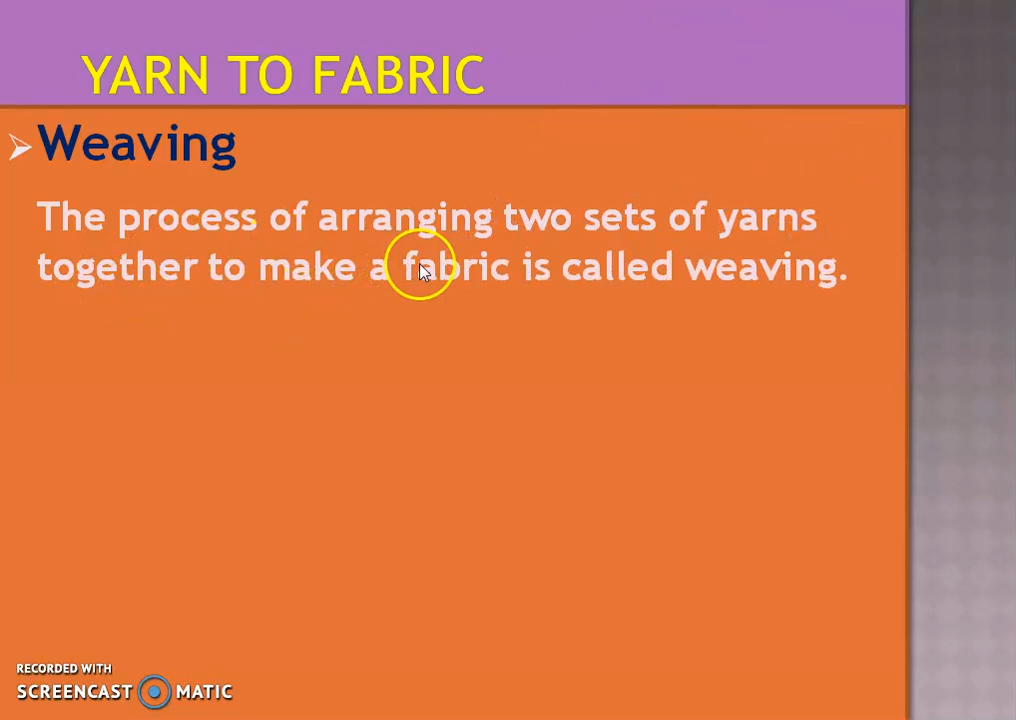 YARN TO FABRIC
Weaving
The process of arranging two sets of yarns
together to make a fabric is called weaving.
RECORDED WITH
SCREENCAST MATIC